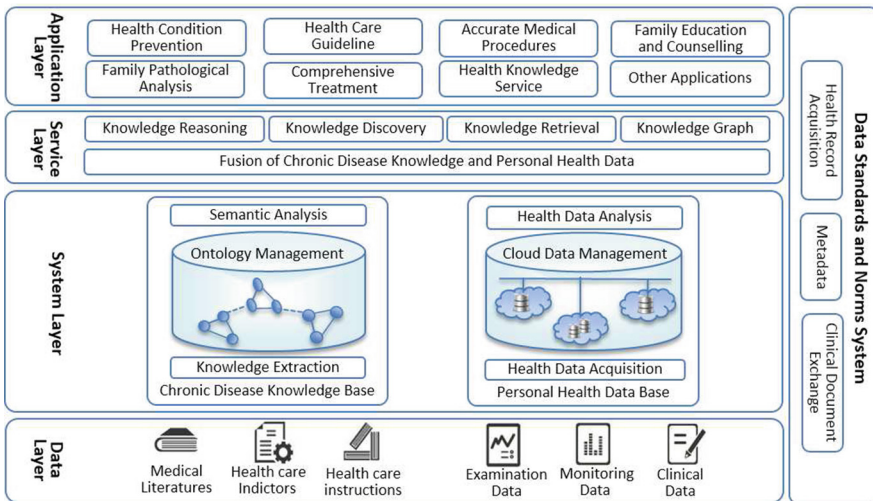 Application
Layer
Health Condition
Prevention
Health Care
Guideline
Accurate Medical
Procedures
Family Education
and Counselling
Family Pathological
Analysis
Comprehensive
Treatment
Health Knowledge
Service
Other Applications
Service
Layer
Knowledge Reasoning
Knowledge Discovery
Knowledge Retrieval
Knowledge Graph
Fusion of Chronic Disease Knowledge and Personal Health Data
System Layer
Semantic Analysis
Ontology Management
Knowledge Extraction
Chronic Disease Knowledge Base
Health Data Analysis
Cloud Data Management
Health Data Acquisition
Personal Health Data Base
Data
Layer
Medical
Literatures
Health care
Indictors
Health care
instructions
Examination
Data
Monitoring
Data
Clinical
Data
Data Standards and Norms System
Health Record
Acquisition
Metadata
Clinical Document
Exchange